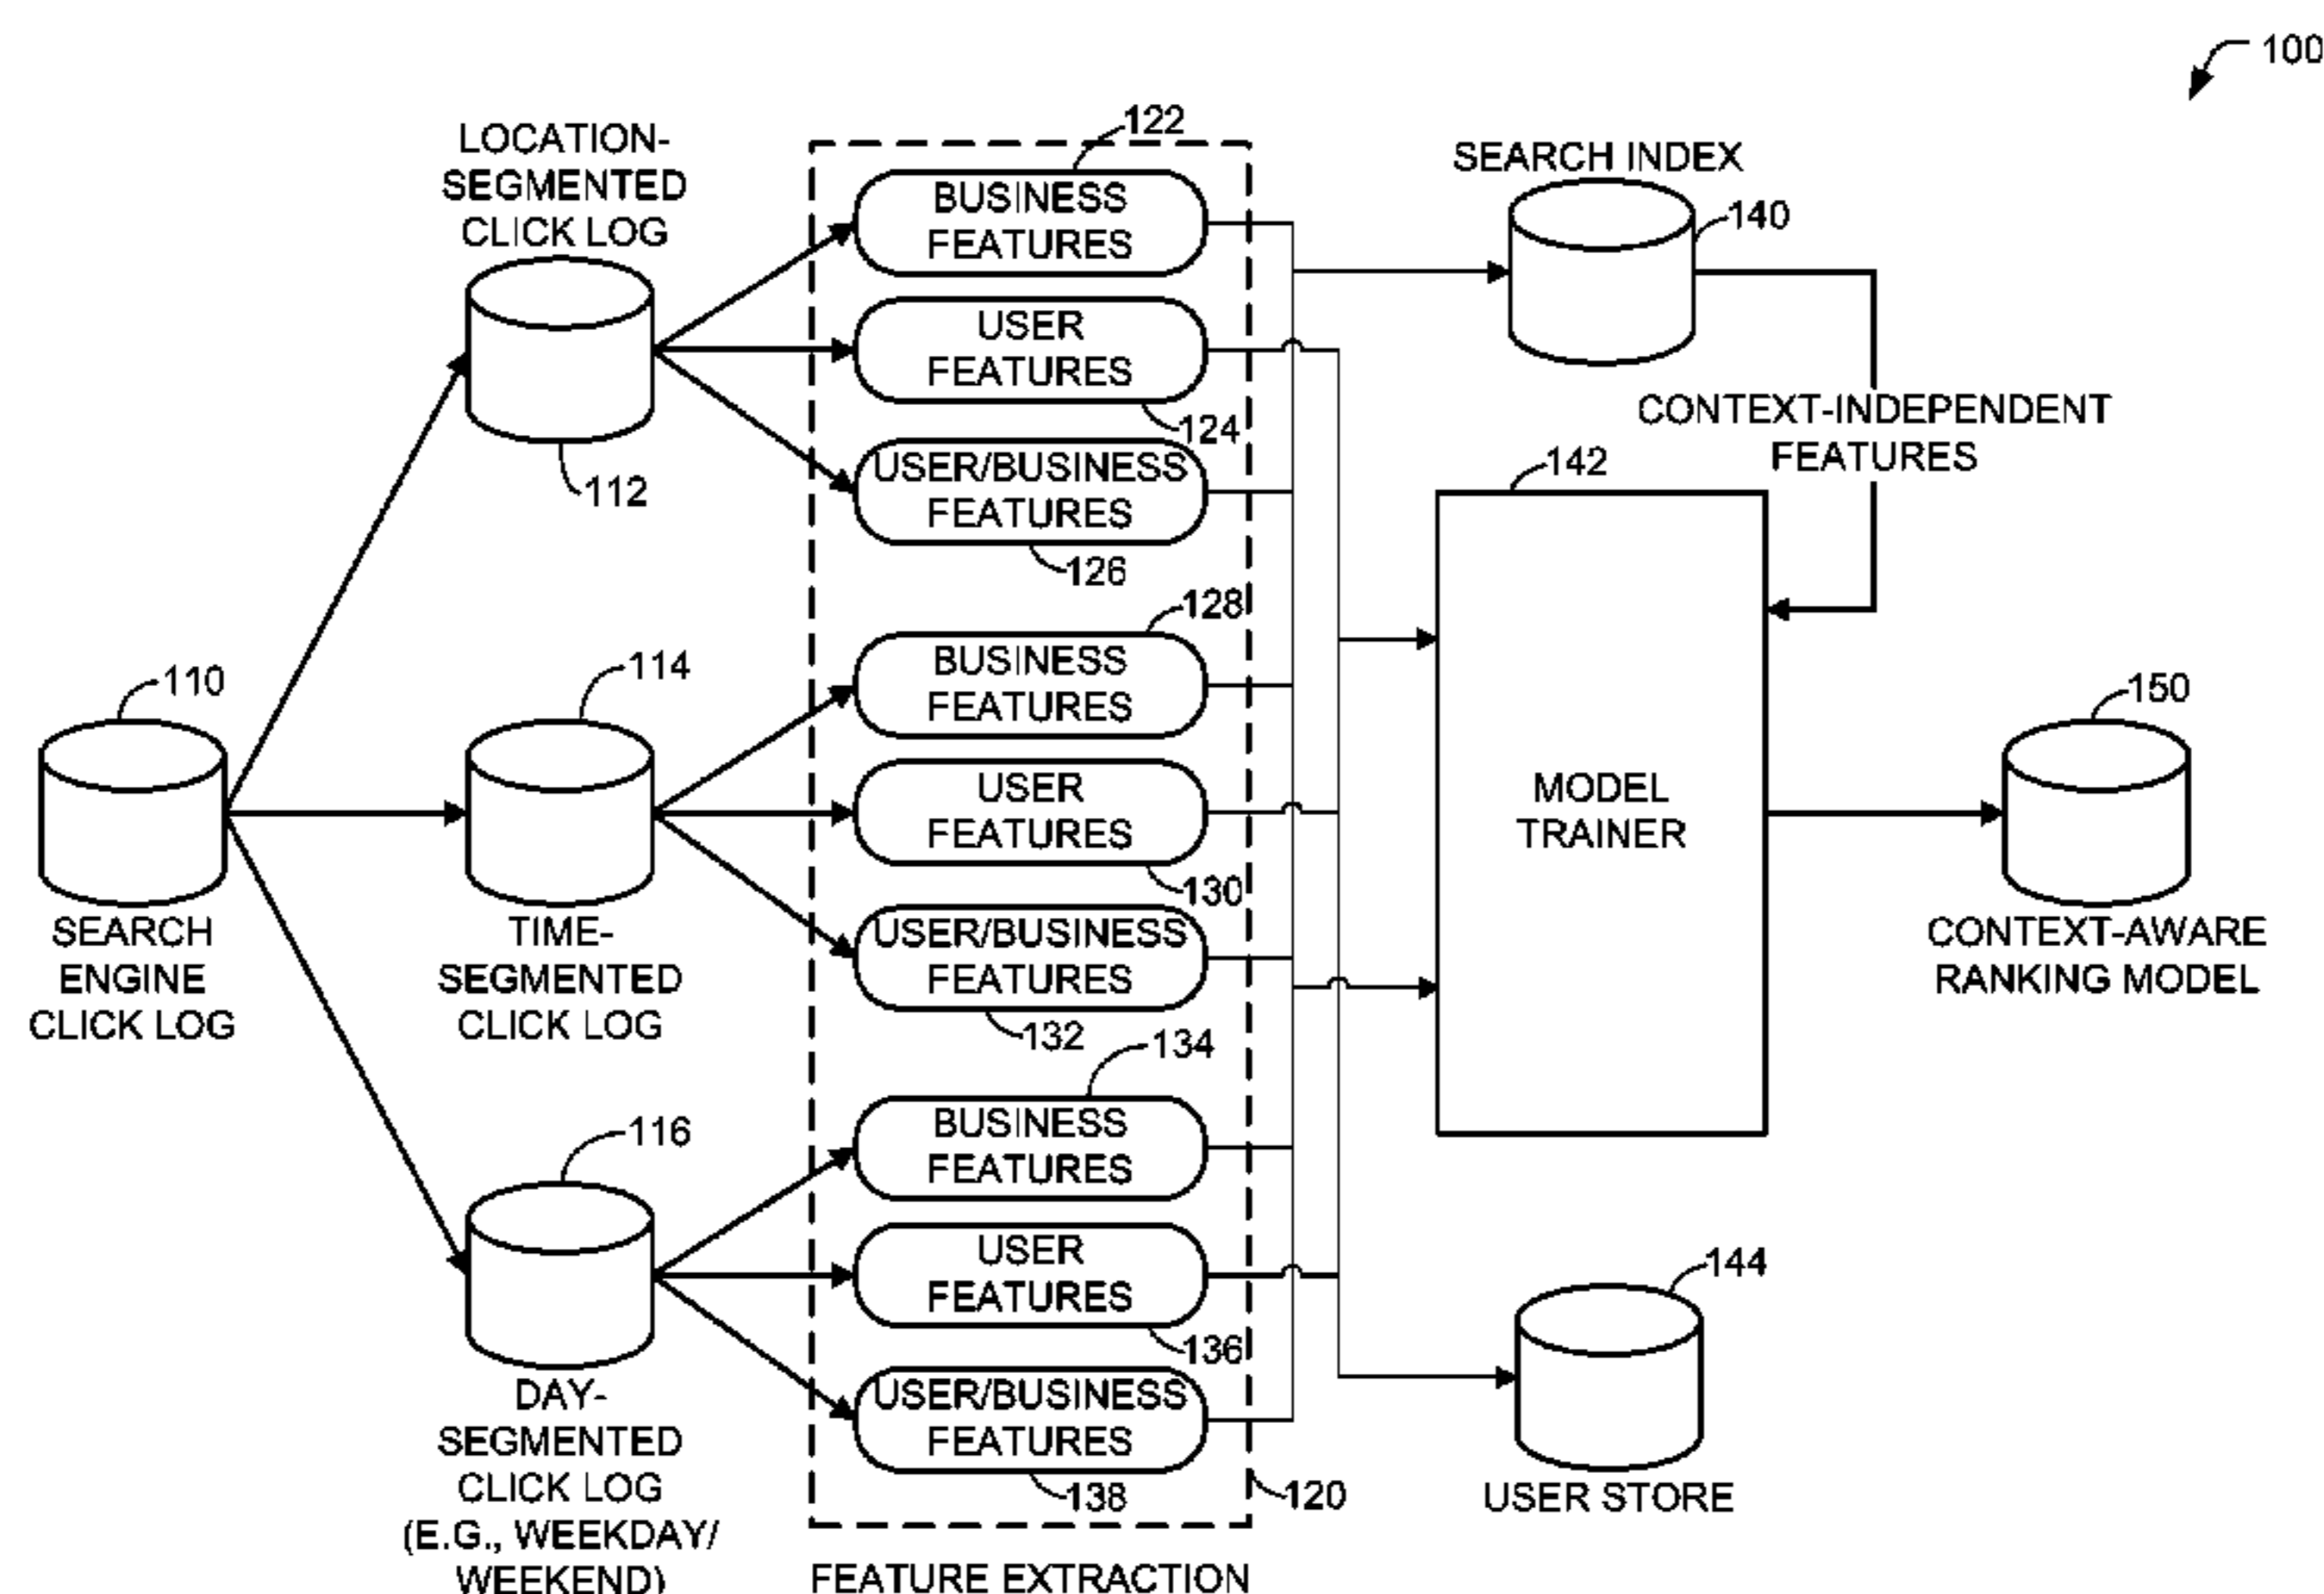 100
LOCATION-
SEGMENTED
CLICK LOG
112
122
BUSINESS
FEATURES
USER
FEATURES
124
USER/BUSINESS
FEATURES
126
SEARCH INDEX
140
CONTEXT-INDEPENDENT
FEATURES
142
MODEL
TRAINER
110
SEARCH
ENGINE
CLICK LOG
114
TIME-
SEGMENTED
CLICK LOG
128
BUSINESS
FEATURES
USER
FEATURES
130
USER/BUSINESS
FEATURES
132
150
CONTEXT-AWARE
RANKING MODEL
116
DAY-
SEGMENTED
CLICK LOG
(E.G., WEEKDAY/
WEEKEND)
134
BUSINESS
FEATURES
USER
FEATURES
136
USER/BUSINESS
FEATURES
138
120
FEATURE EXTRACTION
144
USER STORE